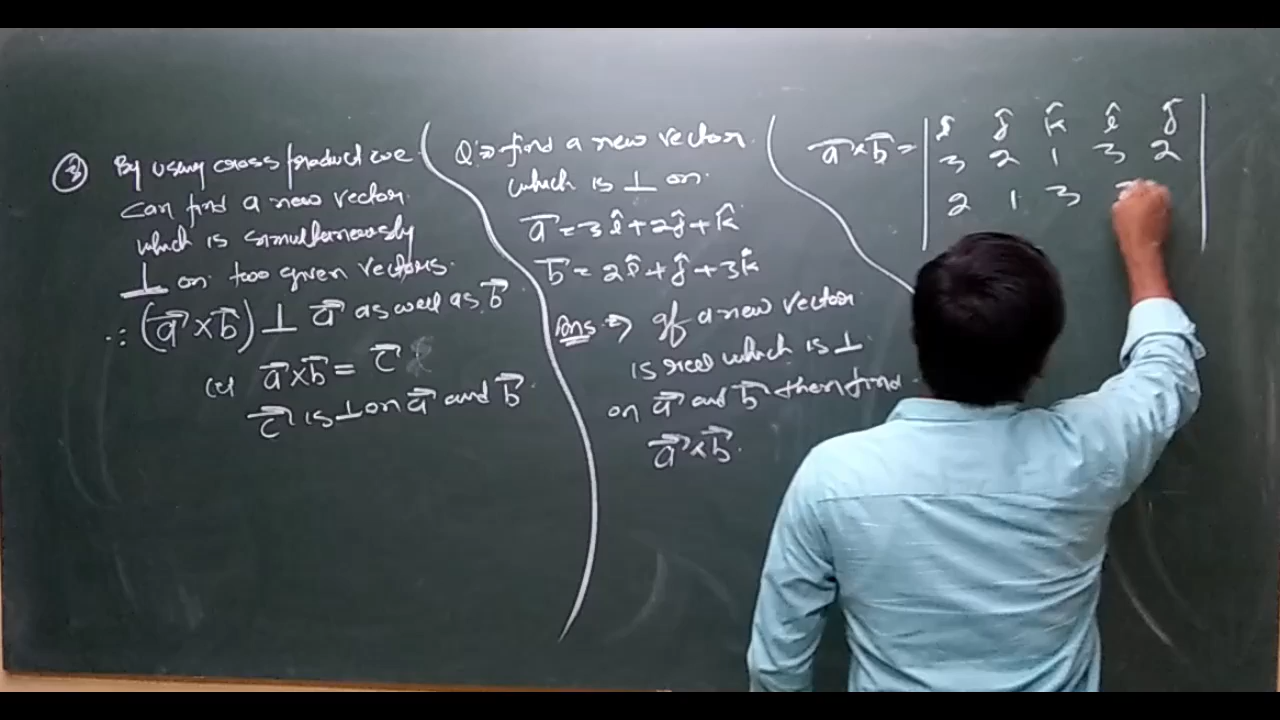 ③ By using cross product we
can find a new vector
which is simultaneously
⊥ on two given vectors.
∴ (a⃗ × b⃗) ⊥ a⃗ as well as b⃗
a⃗ × b⃗ = c⃗
c⃗ is ⊥ on a⃗ and b⃗.
Q⇒ find a new vector
which is ⊥ on
a⃗ = 3î + 2ĵ + k̂
b⃗ = 2î + ĵ + 3k̂
Ans ⇒ If a new vector
is which is ⊥
on a⃗ and b⃗ then find
a⃗ × b⃗.
a⃗ × b⃗ = | î ĵ k̂ î ĵ |
3 2 1 3 2
2 1 3